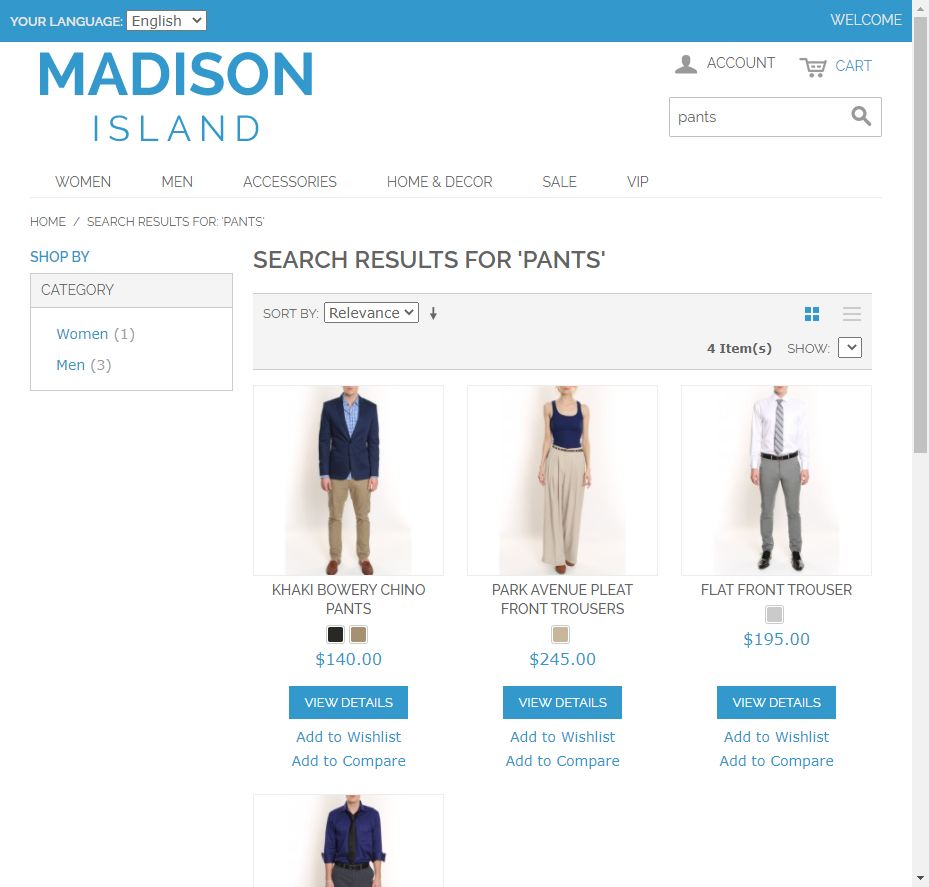 YOUR LANGUAGE: English
WELCOME
MADISON
ISLAND
ACCOUNT
CART
pants
WOMEN MEN ACCESSORIES HOME & DECOR SALE VIP
HOME / SEARCH RESULTS FOR: 'PANTS'
SHOP BY
CATEGORY
Women (1)
Men (3)
SEARCH RESULTS FOR 'PANTS'
SORT BY: Relevance
4 Item(s) SHOW:
KHAKI BOWERY CHINO
PANTS
$140.00
VIEW DETAILS
Add to Wishlist
Add to Compare
PARK AVENUE PLEAT
FRONT TROUSERS
$245.00
VIEW DETAILS
Add to Wishlist
Add to Compare
FLAT FRONT TROUSER
$195.00
VIEW DETAILS
Add to Wishlist
Add to Compare